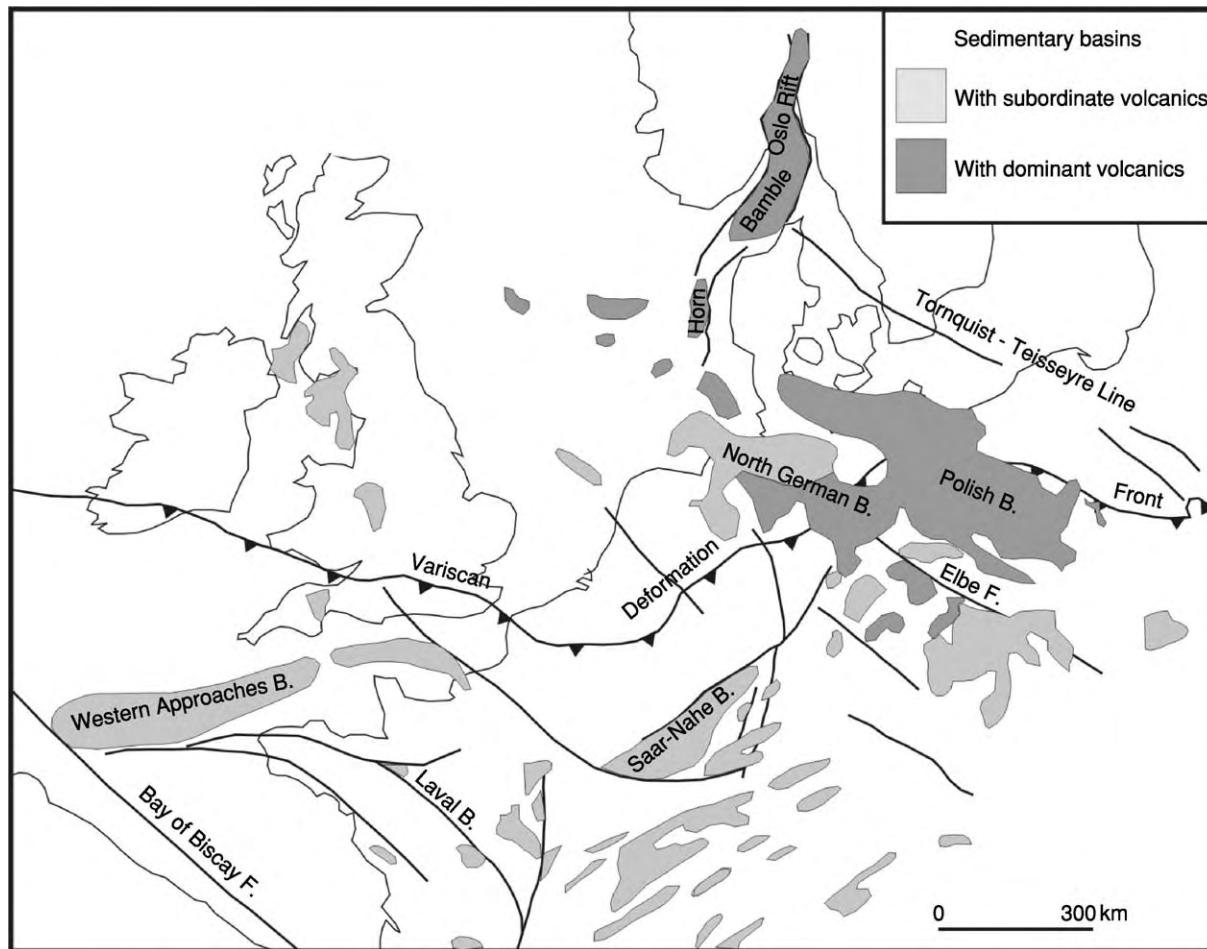 Sedimentary basins
With subordinate volcanics
With dominant volcanics
Oslo Rift
Bamble
Horn
Tornquist - Teisseyre Line
North German B.
Polish B.
Front
Variscan
Deformation
Elbe F.
Western Approaches B.
Saar-Nahe B.
Laval B.
Bay of Biscay F.
0 300 km